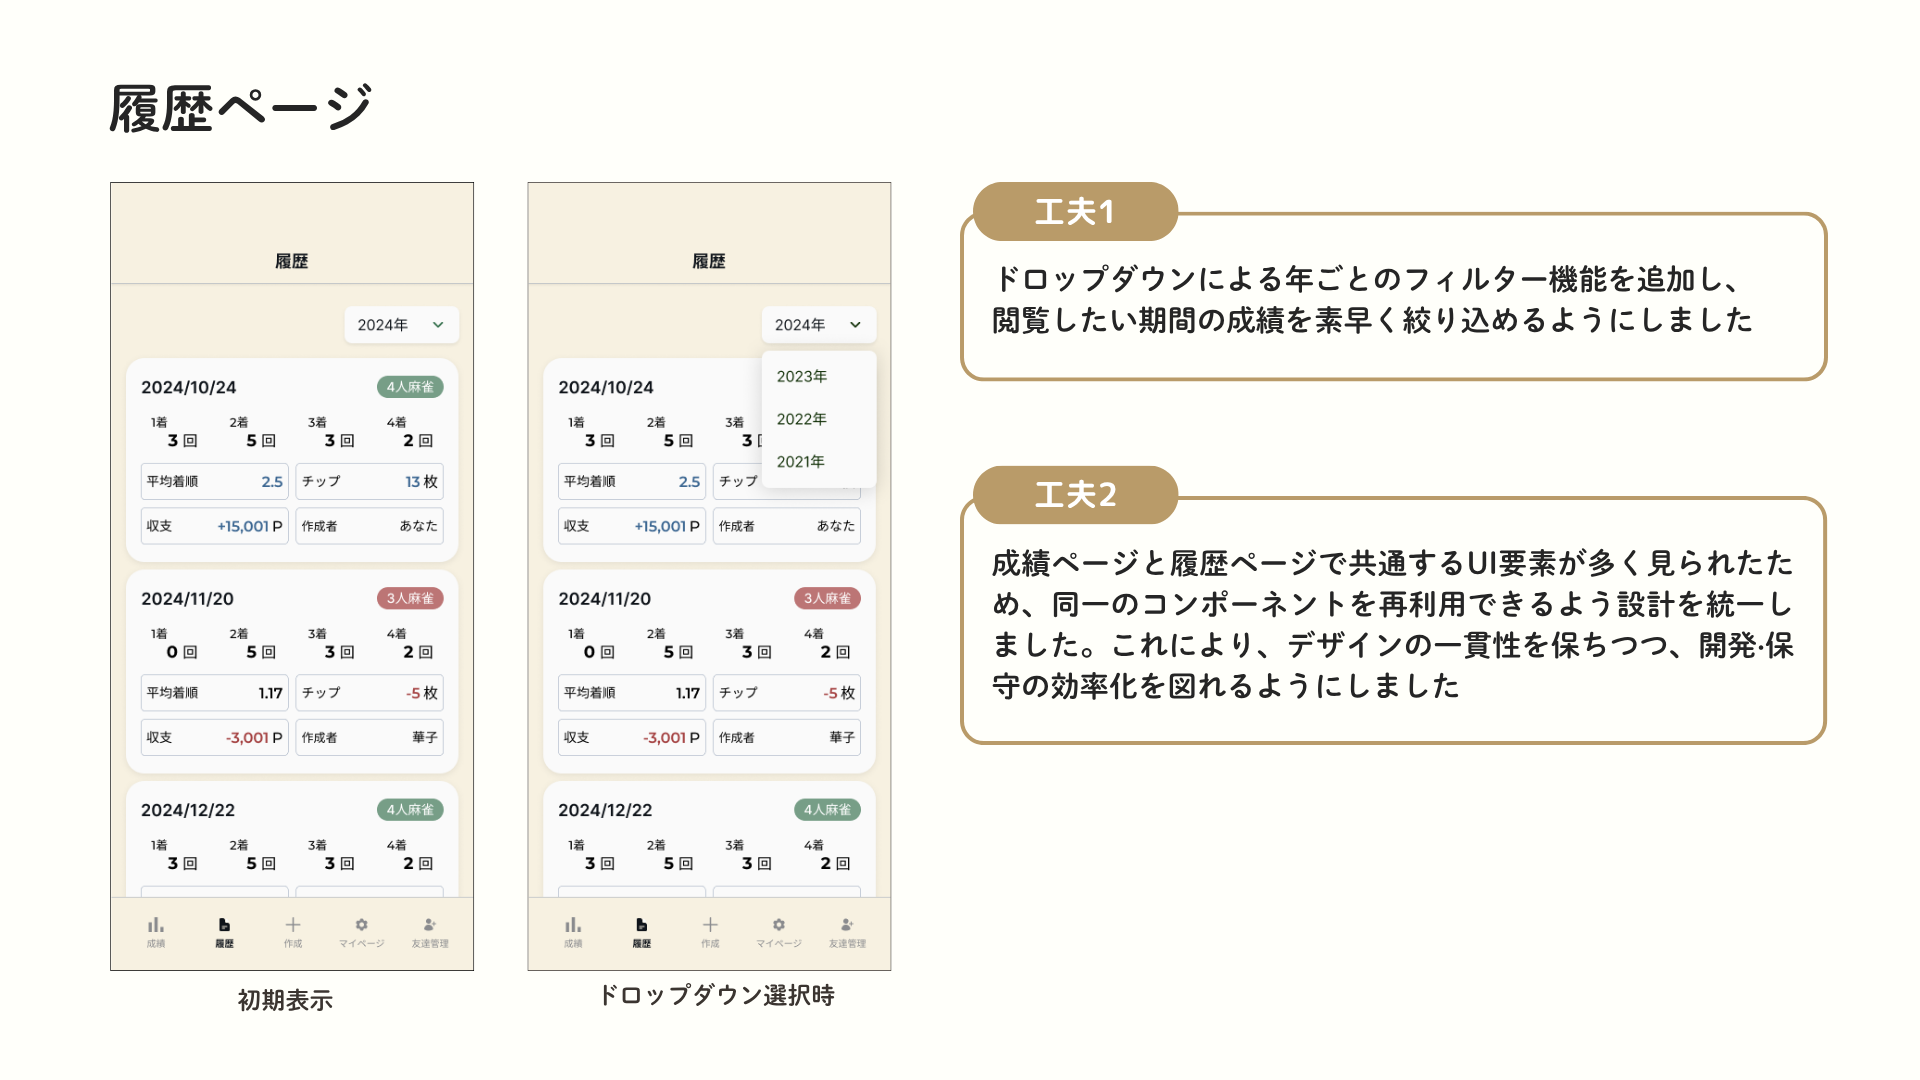 履歴ページ
履歴
2024年
2024/10/24 4人麻雀
1着 2着 3着 4着
3 回 5 回 3 回 2 回
平均着順 2.5 チップ 13 枚
収支 +15,001 P 作成者 あなた
2024/11/20 3人麻雀
1着 2着 3着 4着
0 回 5 回 3 回 2 回
平均着順 1.17 チップ -5 枚
収支 -3,001 P 作成者 華子
2024/12/22 4人麻雀
1着 2着 3着 4着
3 回 5 回 3 回 2 回
成績 履歴 作成 マイページ 友達管理
初期表示
履歴
2024年
2023年
2022年
2021年
2024/10/24
1着 2着 3着
3 回 5 回 3
平均着順 2.5 チップ
収支 +15,001 P 作成者 あなた
2024/11/20 3人麻雀
1着 2着 3着 4着
0 回 5 回 3 回 2 回
平均着順 1.17 チップ -5 枚
収支 -3,001 P 作成者 華子
2024/12/22 4人麻雀
1着 2着 3着 4着
3 回 5 回 3 回 2 回
成績 履歴 作成 マイページ 友達管理
ドロップダウン選択時
工夫1
ドロップダウンによる年ごとのフィルター機能を追加し、
閲覧したい期間の成績を素早く絞り込めるようにしました
工夫2
成績ページと履歴ページで共通するUI要素が多く見られたた
め、同一のコンポーネントを再利用できるよう設計を統一し
ました。これにより、デザインの一貫性を保ちつつ、開発·保
守の効率化を図れるようにしました